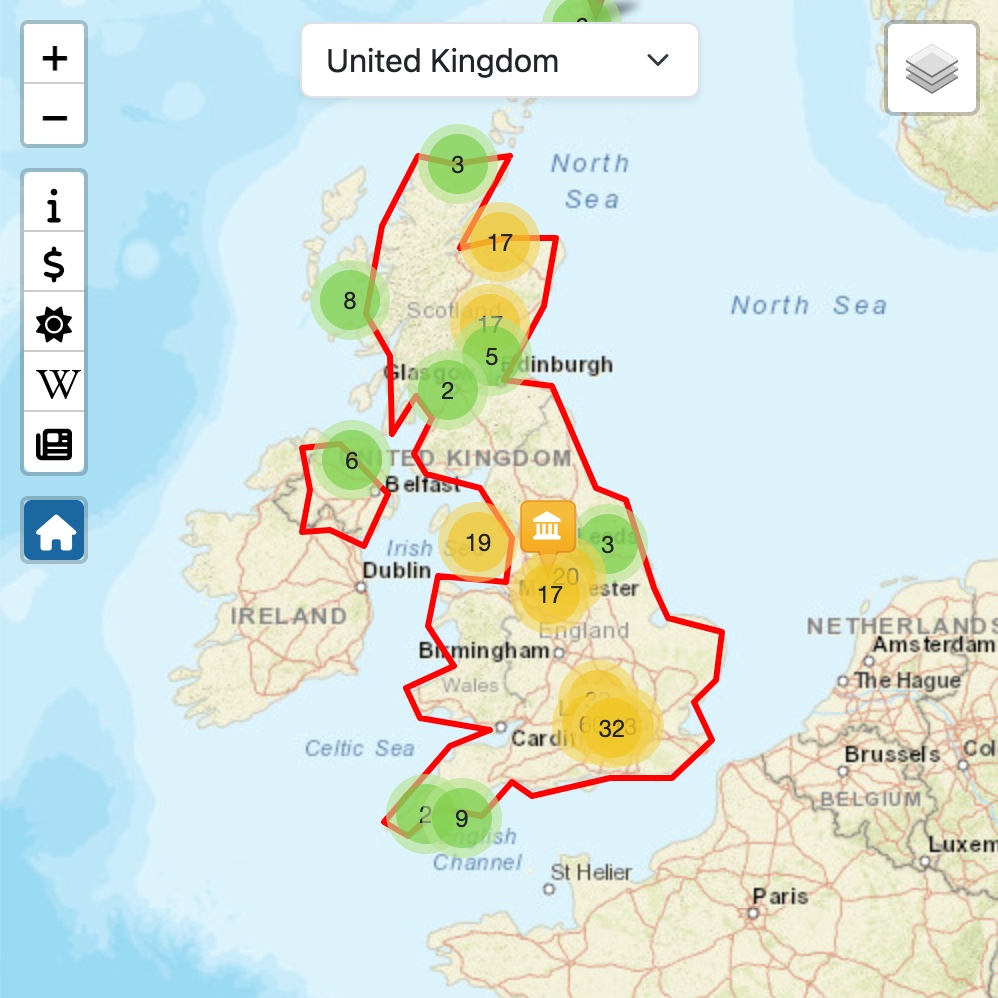 United Kingdom
+
−
i
$
W
3
North
Sea
17
8
North Sea
Scotland
17
5
Edinburgh
Glasgow
2
UNITED KINGDOM
6
Belfast
19
Irish Sea
Leeds
3
Dublin
20
17
Manchester
IRELAND
England
NETHERLANDS
Birmingham
Amsterdam
Wales
The Hague
32
Cardiff
Celtic Sea
Brussels
Col
BELGIUM
2
9
English
Channel
Luxem
St Helier
Paris